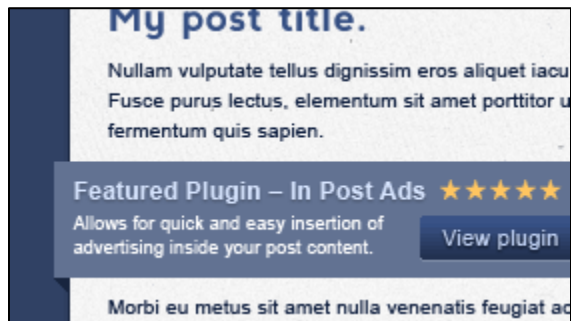 My post title.
Nullam vulputate tellus dignissim eros aliquet iacu
Fusce purus lectus, elementum sit amet porttitor u
fermentum quis sapien.
Featured Plugin – In Post Ads ★★★★★
Allows for quick and easy insertion of
advertising inside your post content.
View plugin
Morbi eu metus sit amet nulla venenatis feugiat ac